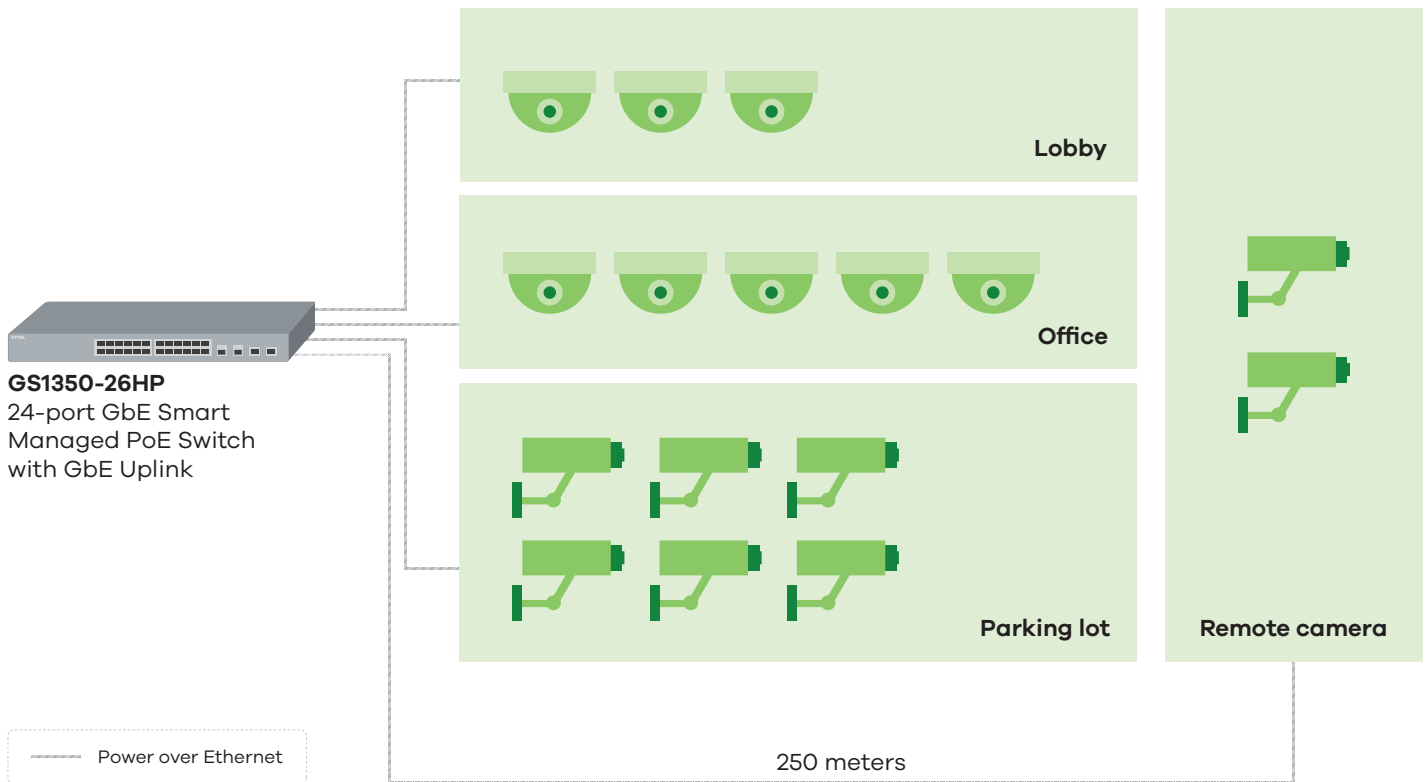 Lobby
Office
ZYXEL
GS1350-26HP
24-port GbE Smart
Managed PoE Switch
with GbE Uplink
Parking lot
Remote camera
Power over Ethernet
250 meters